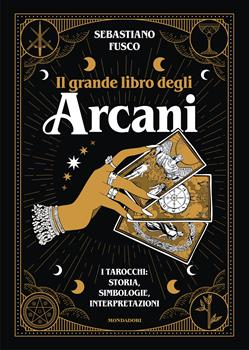 SEBASTIANO
FUSCO
Il grande libro degli
Arcani
I TAROCCHI:
STORIA,
SIMBOLOGIE,
INTERPRETAZIONI
MONDADORI